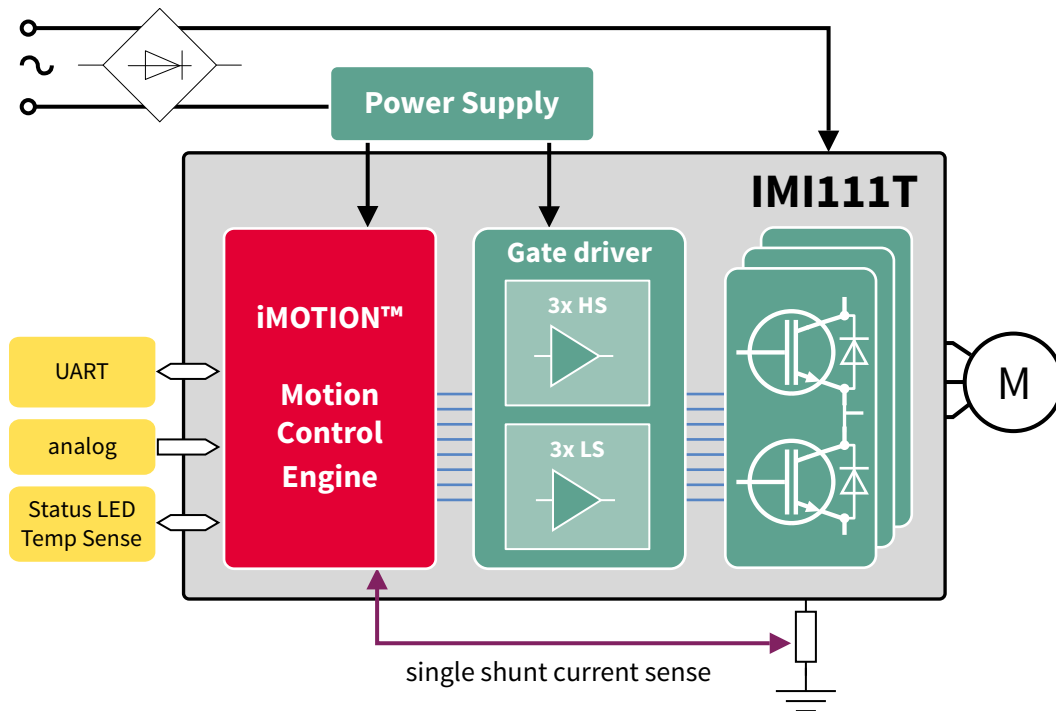 Power Supply
IMI111T
iMOTION™
Motion
Control
Engine
Gate driver
3x HS
3x LS
UART
analog
Status LED
Temp Sense
M
single shunt current sense